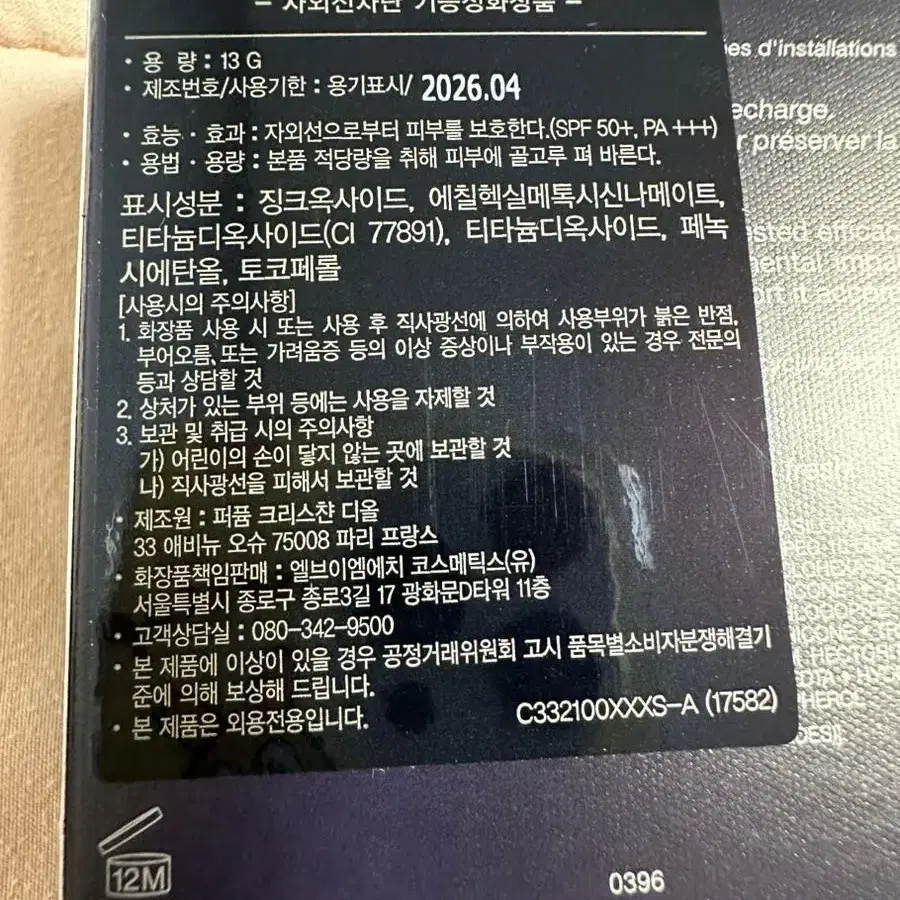 - 자외선차단 기능성화장품 -
• 용 량 : 13 G
• 제조번호/사용기한 : 용기표시/ 2026.04
• 효능 · 효과 : 자외선으로부터 피부를 보호한다.(SPF 50+, PA +++)
• 용법 · 용량 : 본품 적당량을 취해 피부에 골고루 펴 바른다.
표시성분 : 징크옥사이드, 에칠헥실메톡시신나메이트,
티타늄디옥사이드(CI 77891), 티타늄디옥사이드, 페녹
시에탄올, 토코페롤
[사용시의 주의사항]
1. 화장품 사용 시 또는 사용 후 직사광선에 의하여 사용부위가 붉은 반점,
부어오름, 또는 가려움증 등의 이상 증상이나 부작용이 있는 경우 전문의
등과 상담할 것
2. 상처가 있는 부위 등에는 사용을 자제할 것
3. 보관 및 취급 시의 주의사항
가) 어린이의 손이 닿지 않는 곳에 보관할 것
나) 직사광선을 피해서 보관할 것
• 제조원 : 퍼퓸 크리스챤 디올
33 애비뉴 오슈 75008 파리 프랑스
• 화장품책임판매 : 엘브이엠에치 코스메틱스(유)
서울특별시 종로구 종로3길 17 광화문D타워 11층
• 고객상담실 : 080-342-9500
• 본 제품에 이상이 있을 경우 공정거래위원회 고시 품목별소비자분쟁해결기
준에 의해 보상해 드립니다.
• 본 제품은 외용전용입니다.
C332100XXXS-A (17582)
d'installations
echarge.
préserver la
efficac
12M
0396